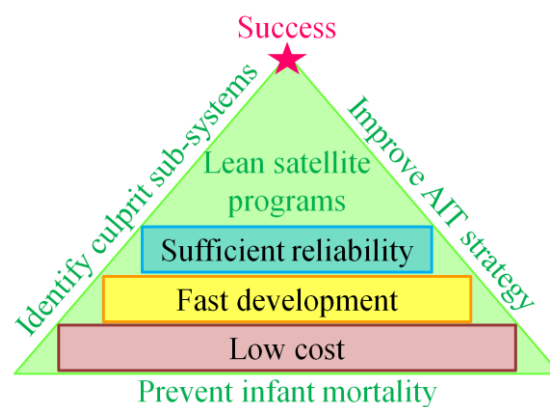 Success
Identify culprit sub-systems
Improve AIT strategy
Lean satellite
programs
Sufficient reliability
Fast development
Low cost
Prevent infant mortality